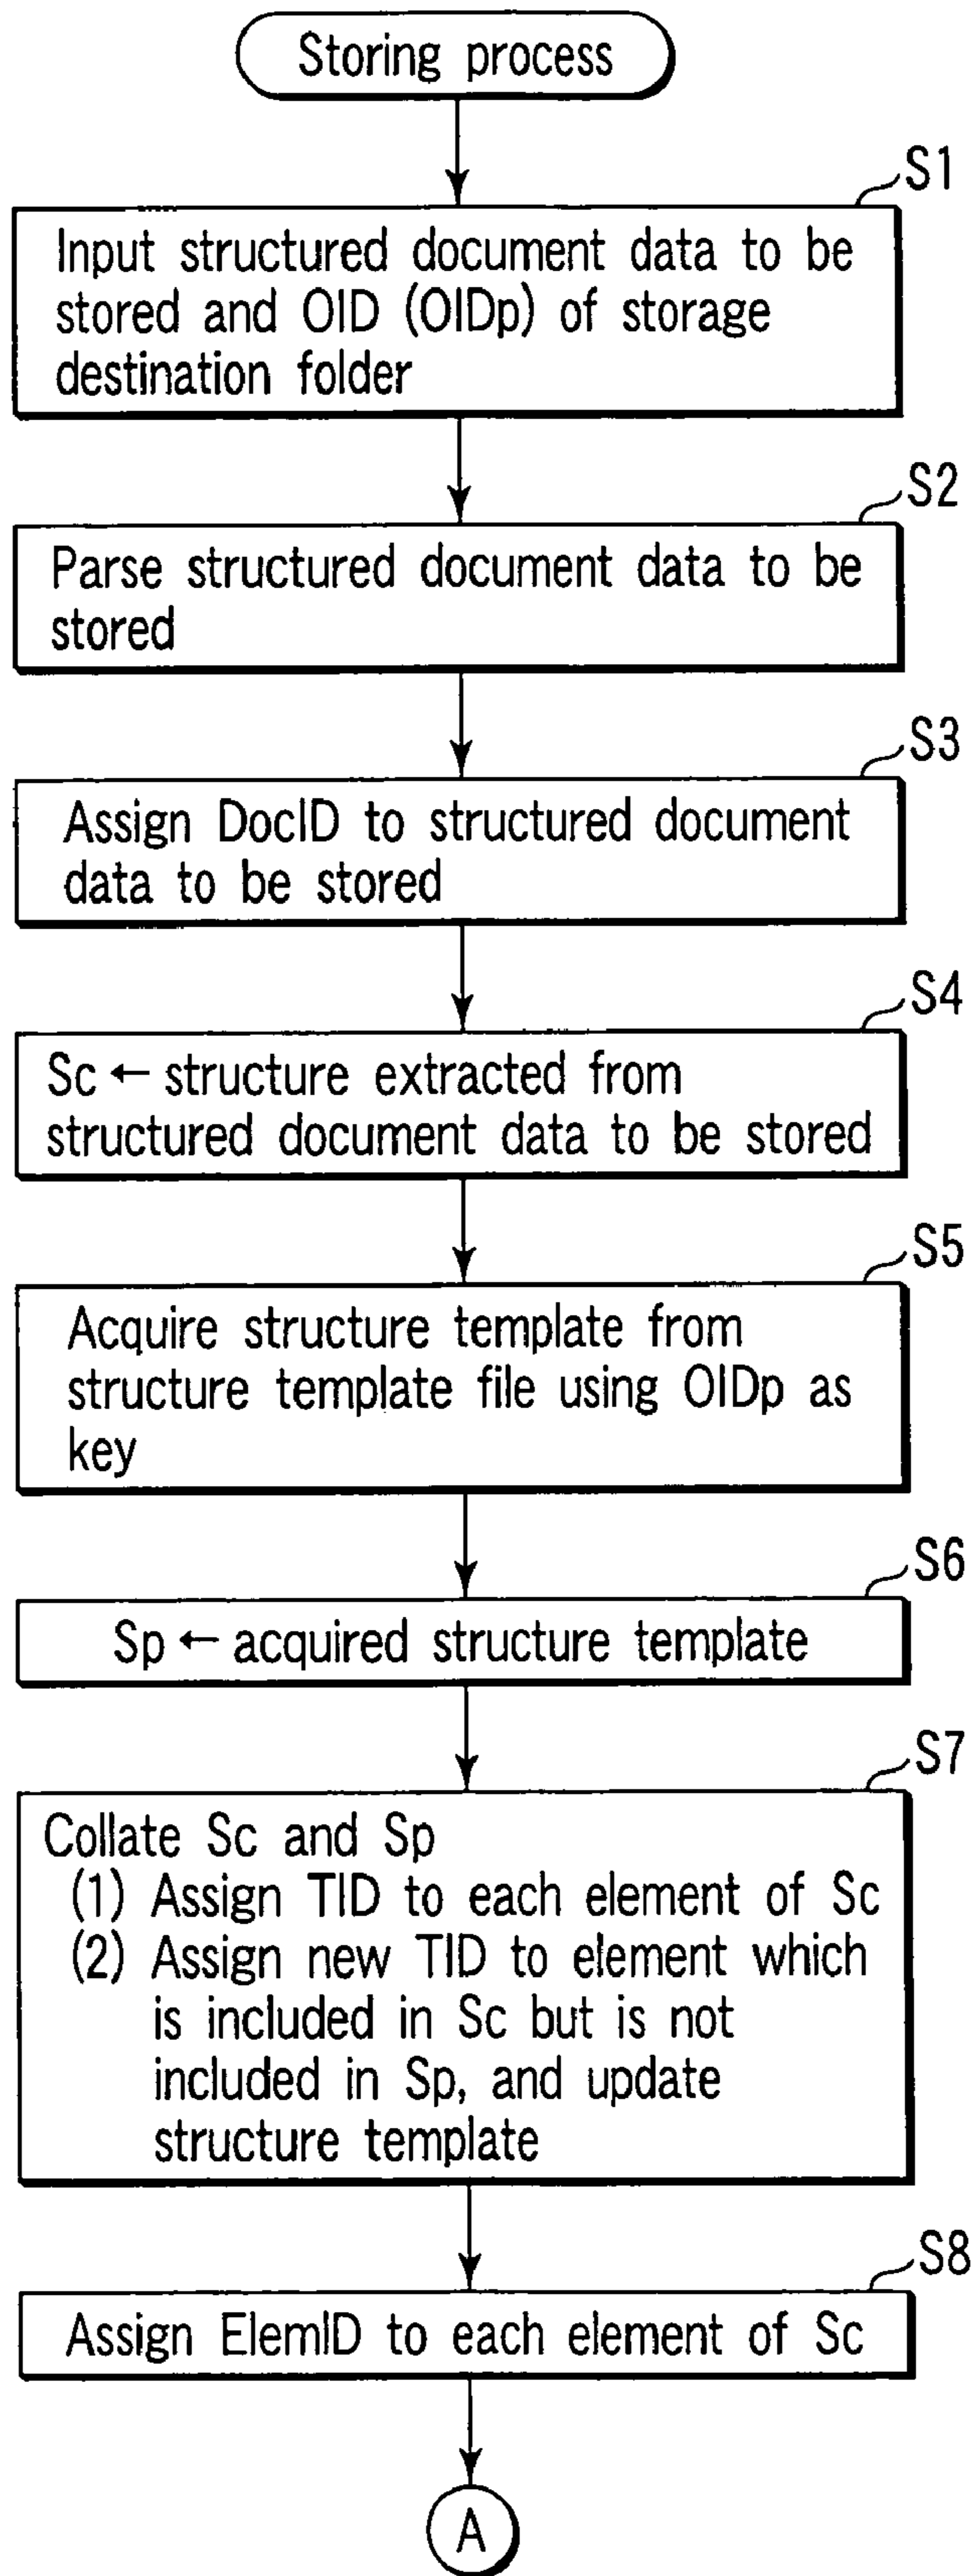 Storing process
S1
Input structured document data to be
stored and OID (OIDp) of storage
destination folder
S2
Parse structured document data to be
stored
S3
Assign DocID to structured document
data to be stored
S4
Sc ← structure extracted from
structured document data to be stored
S5
Acquire structure template from
structure template file using OIDp as
key
S6
Sp ← acquired structure template
S7
Collate Sc and Sp
(1) Assign TID to each element of Sc
(2) Assign new TID to element which
is included in Sc but is not
included in Sp, and update
structure template
S8
Assign ElemID to each element of Sc
A